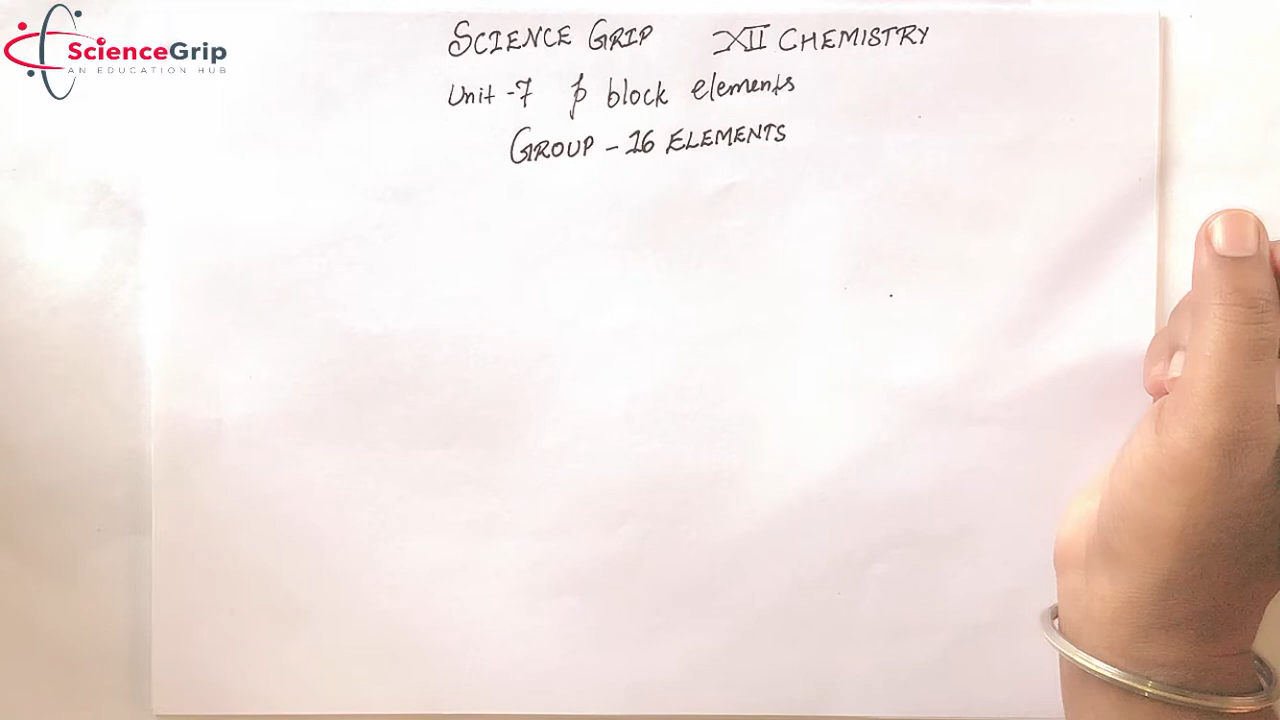 ScienceGrip
AN EDUCATION HUB
SCIENCE GRIP XII CHEMISTRY
Unit -7 p block elements
GROUP - 16 ELEMENTS